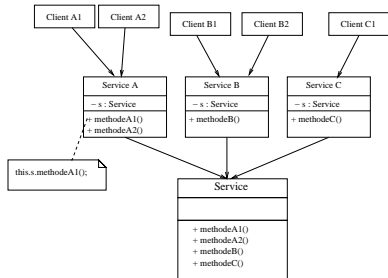 Client A1
Client A2
Client B1
Client B2
Client C1
Service A
− s : Service
+ methodeA1()
+ methodeA2()
Service B
− s : Service
+ methodeB()
Service C
− s : Service
+ methodeC()
this.s.methodeA1();
Service
+ methodeA1()
+ methodeA2()
+ methodeB()
+ methodeC()